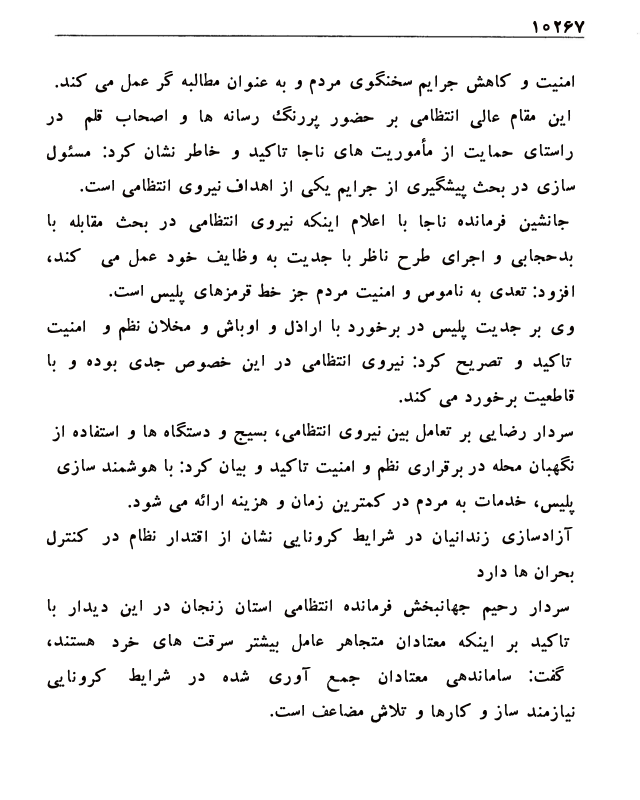 ۱۰۲۶۷
امنیت و کاهش جرایم سخنگوی مردم و به عنوان مطالبه گر عمل می کند.
این مقام عالی انتظامی بر حضور پررنگ رسانه ها و اصحاب قلم در
راستای حمایت از مأموریت های ناجا تاکید و خاطر نشان کرد: مسئول
سازی در بحث پیشگیری از جرایم یکی از اهداف نیروی انتظامی است.
جانشین فرمانده ناجا با اعلام اینکه نیروی انتظامی در بحث مقابله با
بدحجابی و اجرای طرح ناظر با جدیت به وظایف خود عمل می کند،
افزود: تعدی به ناموس و امنیت مردم جز خط قرمزهای پلیس است.
وی بر جدیت پلیس در برخورد با اراذل و اوباش و مخلان نظم و امنیت
تاکید و تصریح کرد: نیروی انتظامی در این خصوص جدی بوده و با
قاطعیت برخورد می کند.
سردار رضایی بر تعامل بین نیروی انتظامی، بسیج و دستگاه ها و استفاده از
نگهبان محله در برقراری نظم و امنیت تاکید و بیان کرد: با هوشمند سازی
پلیس، خدمات به مردم در کمترین زمان و هزینه ارائه می شود.
آزادسازی زندانیان در شرایط کرونایی نشان از اقتدار نظام در کنترل
بحران ها دارد
سردار رحیم جهانبخش فرمانده انتظامی استان زنجان در این دیدار با
تاکید بر اینکه معتادان متجاهر عامل بیشتر سرقت های خرد هستند،
گفت: ساماندهی معتادان جمع آوری شده در شرایط کرونایی
نیازمند ساز و کارها و تلاش مضاعف است.